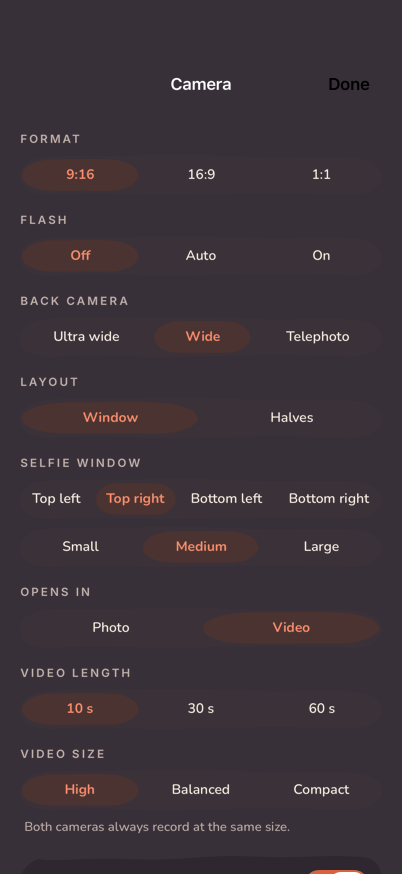 Camera Done
FORMAT
9:16 16:9 1:1
FLASH
Off Auto On
BACK CAMERA
Ultra wide Wide Telephoto
LAYOUT
Window Halves
SELFIE WINDOW
Top left Top right Bottom left Bottom right
Small Medium Large
OPENS IN
Photo Video
VIDEO LENGTH
10 s 30 s 60 s
VIDEO SIZE
High Balanced Compact
Both cameras always record at the same size.